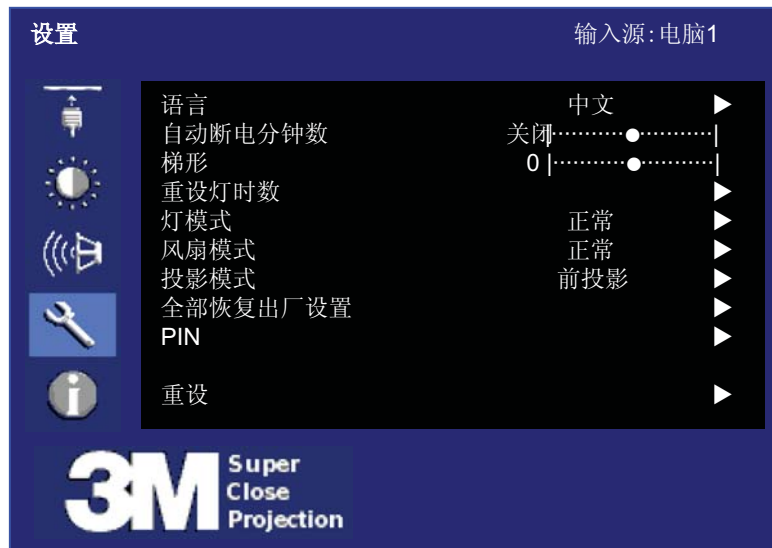 设置
输入源:电脑1
语言 中文
自动断电分钟数 关闭
梯形 0
重设灯时数
灯模式 正常
风扇模式 正常
投影模式 前投影
全部恢复出厂设置
PIN
重设
3M
Super
Close
Projection